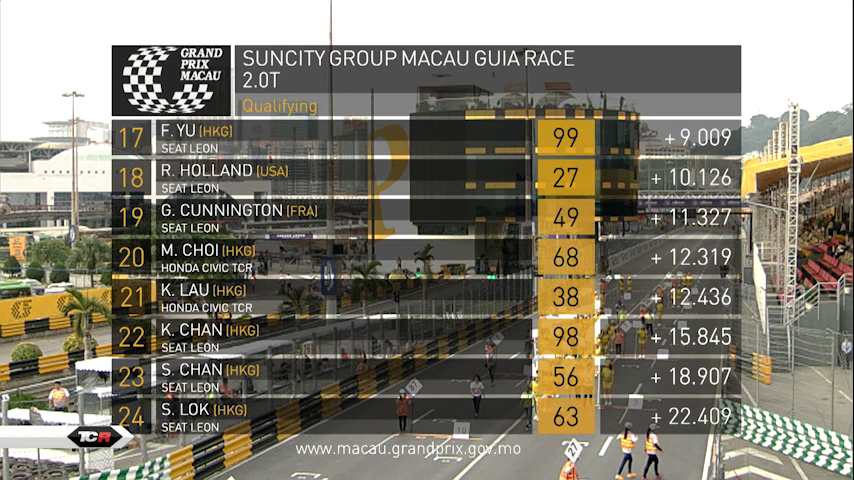 GRAND
PRIX
MACAU
SUNCITY GROUP MACAU GUIA RACE
2.0T
Qualifying
17 F. YU (HKG) 99 + 9.009
SEAT LEON
18 R. HOLLAND (USA) 27 + 10.126
SEAT LEON
19 G. CUNNINGTON (FRA) 49 + 11.327
SEAT LEON
20 M. CHOI (HKG) 68 + 12.319
HONDA CIVIC TCR
21 K. LAU (HKG) 38 + 12.436
HONDA CIVIC TCR
22 K. CHAN (HKG) 98 + 15.845
SEAT LEON
23 S. CHAN (HKG) 56 + 18.907
SEAT LEON
24 S. LOK (HKG) 63 + 22.409
SEAT LEON
TCR
www.macau.grandprix.gov.mo